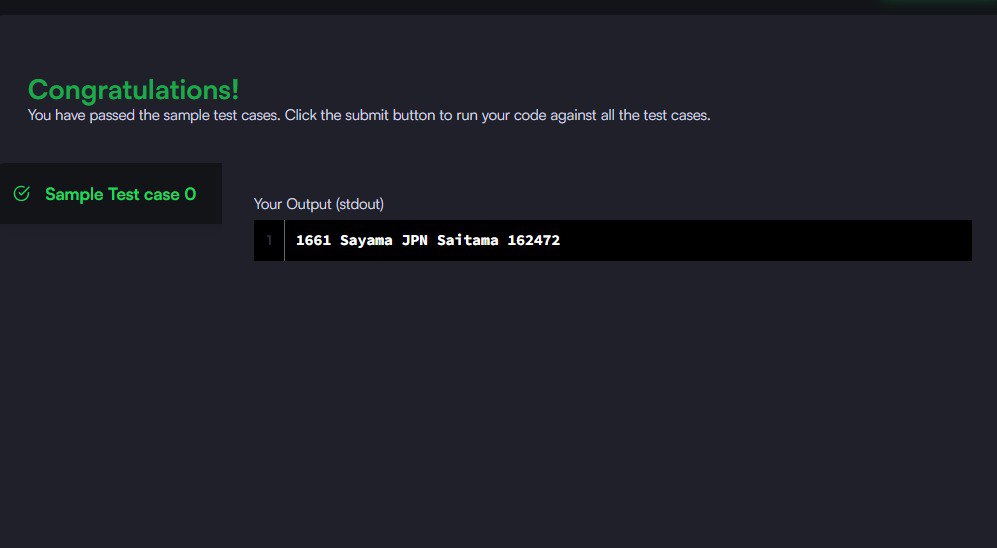 Congratulations!
You have passed the sample test cases. Click the submit button to run your code against all the test cases.
Sample Test case 0
Your Output (stdout)
1 1661 Sayama JPN Saitama 162472